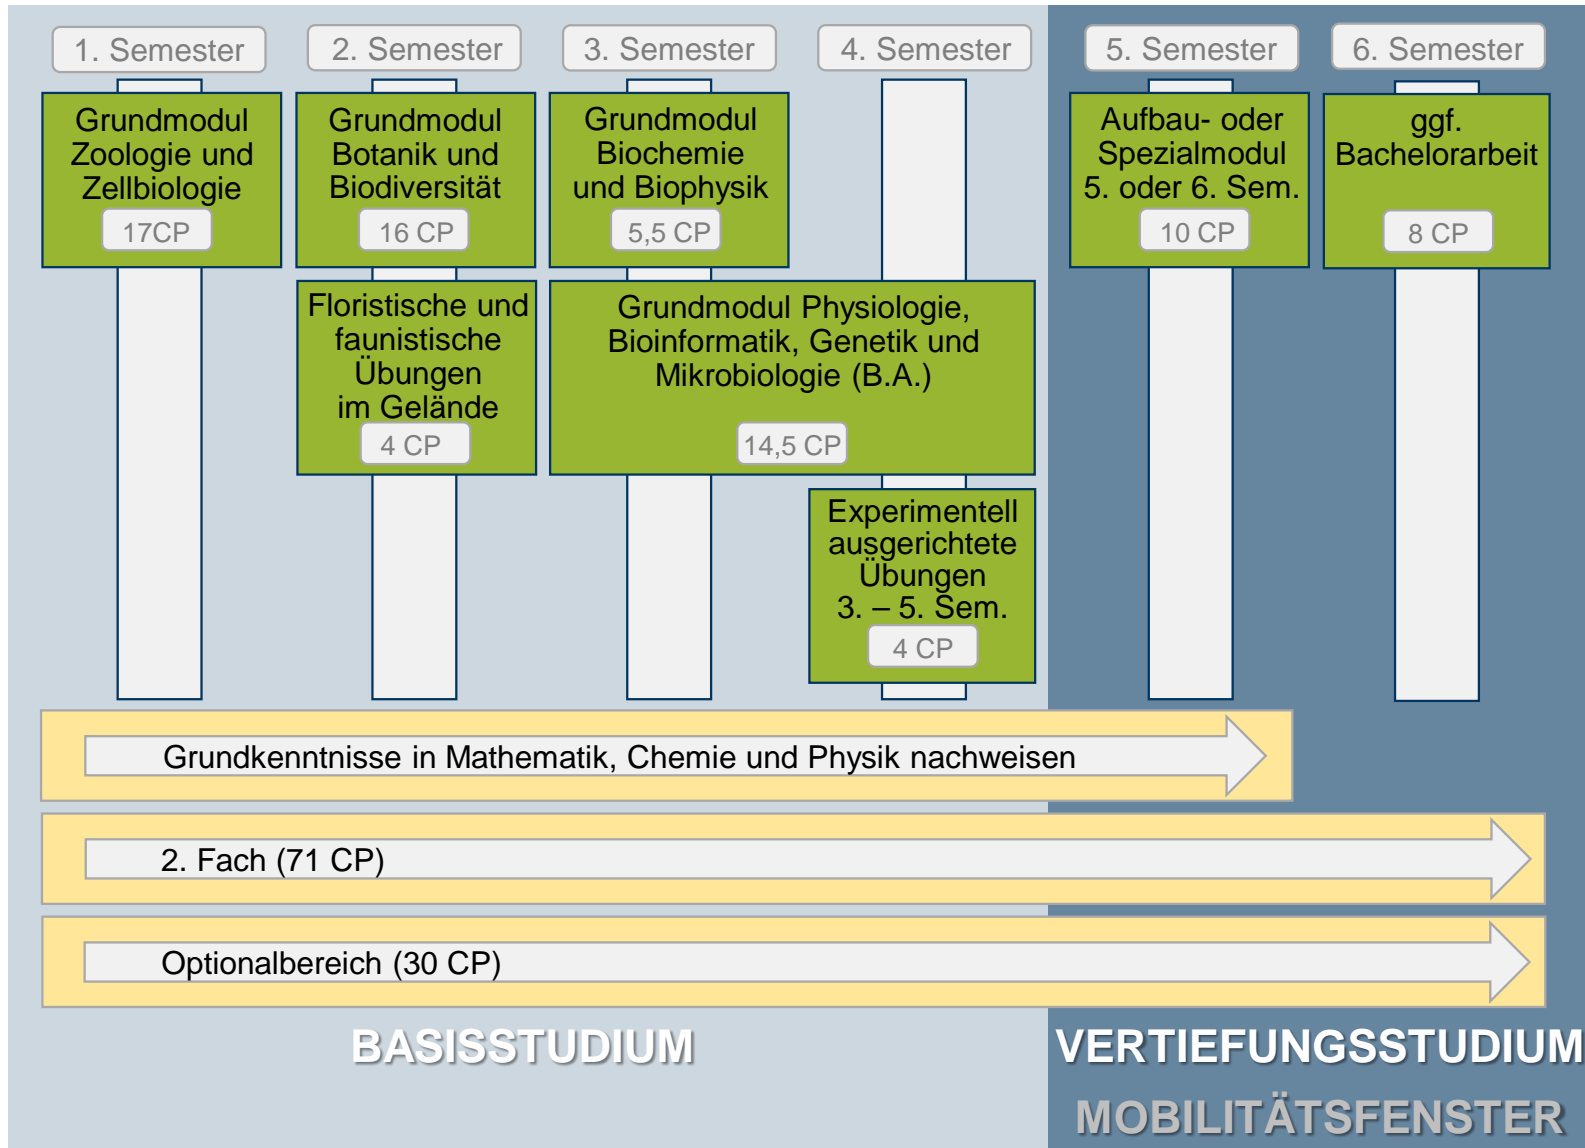 1. Semester
2. Semester
3. Semester
4. Semester
5. Semester
6. Semester
Grundmodul
Zoologie und
Zellbiologie
17CP
Grundmodul
Botanik und
Biodiversität
16 CP
Grundmodul
Biochemie
und Biophysik
5,5 CP
Aufbau- oder
Spezialmodul
5. oder 6. Sem.
10 CP
ggf.
Bachelorarbeit
8 CP
Floristische und
faunistische
Übungen
im Gelände
4 CP
Grundmodul Physiologie,
Bioinformatik, Genetik und
Mikrobiologie (B.A.)
14,5 CP
Experimentell
ausgerichtete
Übungen
3. – 5. Sem.
4 CP
Grundkenntnisse in Mathematik, Chemie und Physik nachweisen
2. Fach (71 CP)
Optionalbereich (30 CP)
BASISSTUDIUM
VERTIEFUNGSSTUDIUM
MOBILITÄTSFENSTER